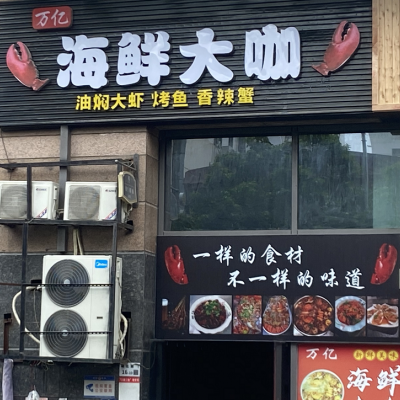 万亿
海鲜大咖
油焖大虾 烤鱼 香辣蟹
一样的食材
不一样的味道
Midea
万亿
海鲜